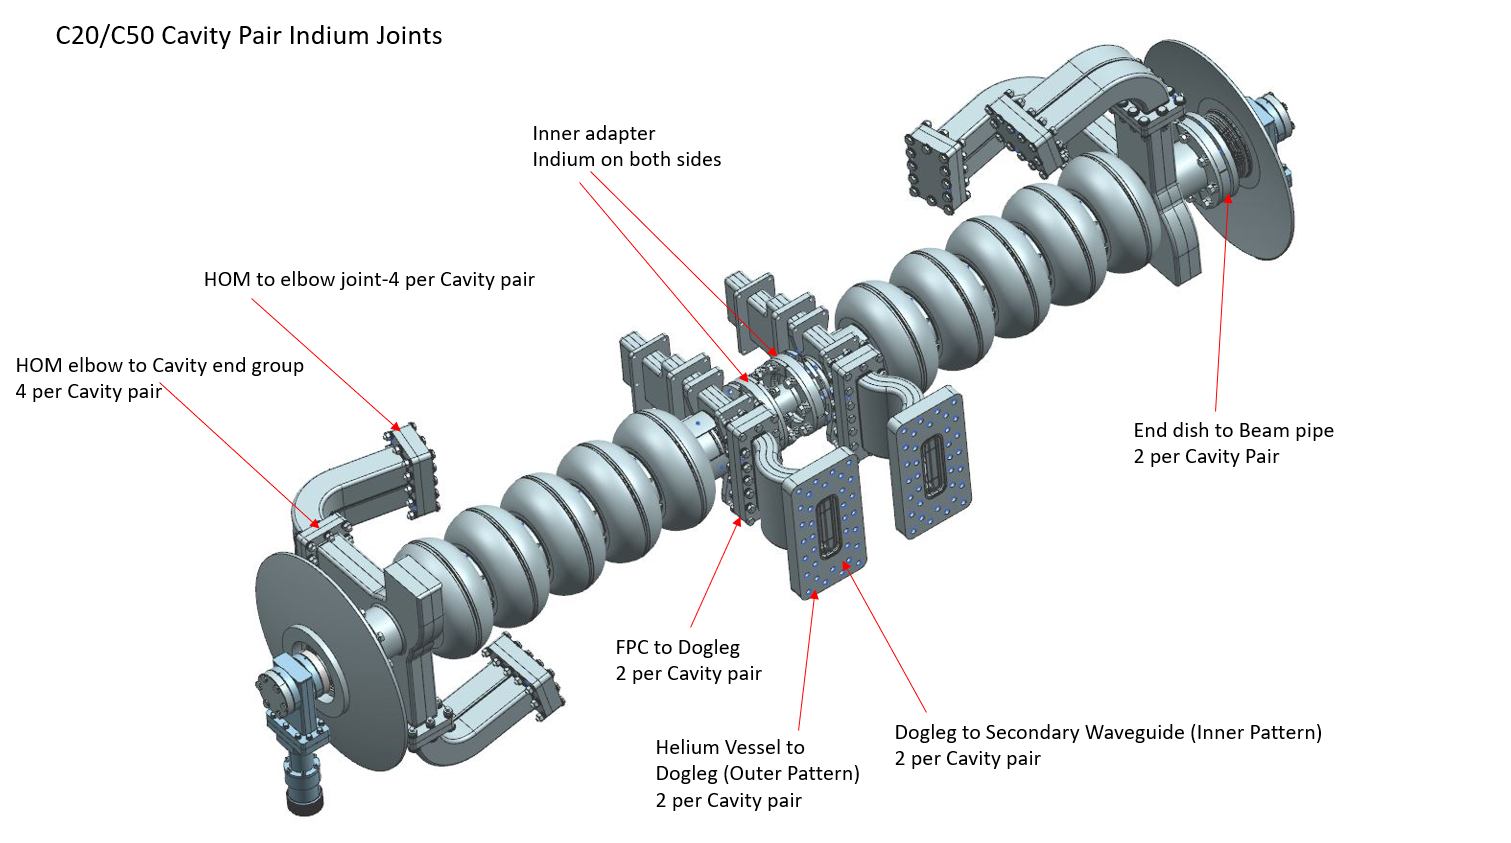 C20/C50 Cavity Pair Indium Joints
Inner adapter
Indium on both sides
HOM to elbow joint-4 per Cavity pair
HOM elbow to Cavity end group
4 per Cavity pair
End dish to Beam pipe
2 per Cavity Pair
FPC to Dogleg
2 per Cavity pair
Dogleg to Secondary Waveguide (Inner Pattern)
2 per Cavity pair
Helium Vessel to
Dogleg (Outer Pattern)
2 per Cavity pair